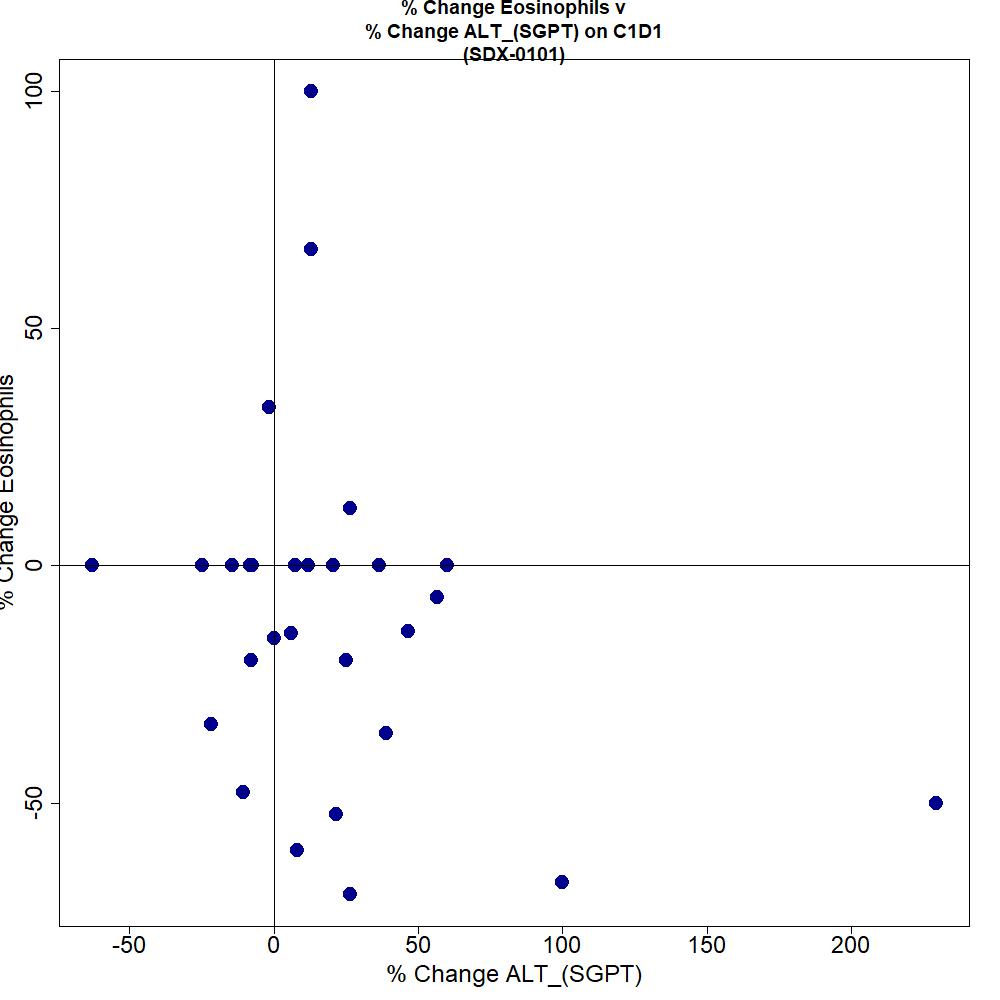 % Change Eosinophils v
% Change ALT_(SGPT) on C1D1
(SDX-0101)
100
50
0
-50
% Change Eosinophils
-50 0 50 100 150 200
% Change ALT_(SGPT)